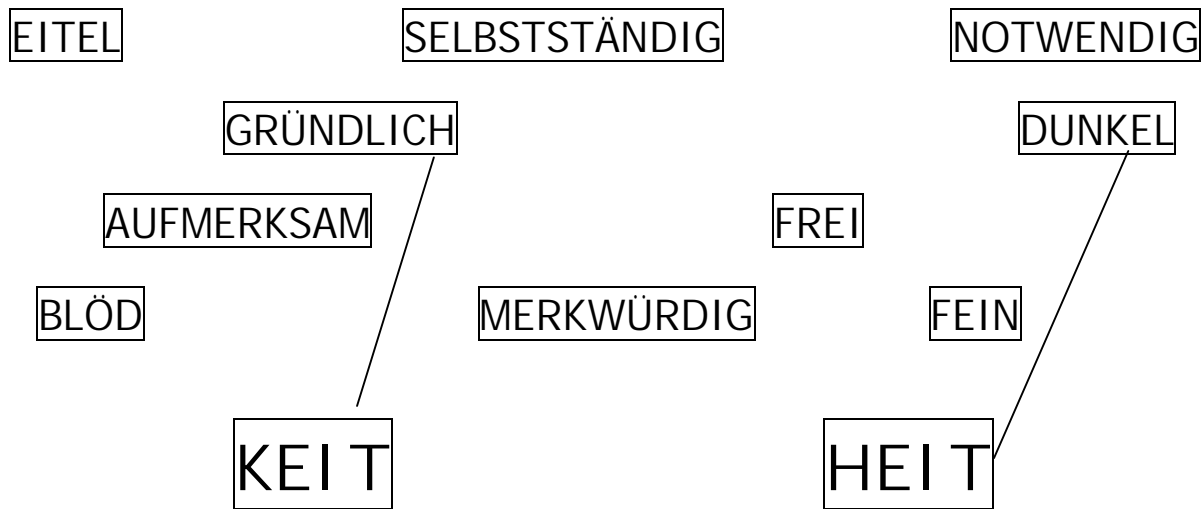 EITEL SELBSTSTÄNDIG NOTWENDIG
GRÜNDLICH DUNKEL
AUFMERKSAM FREI
BLÖD MERKWÜRDIG FEIN
KEIT HEIT